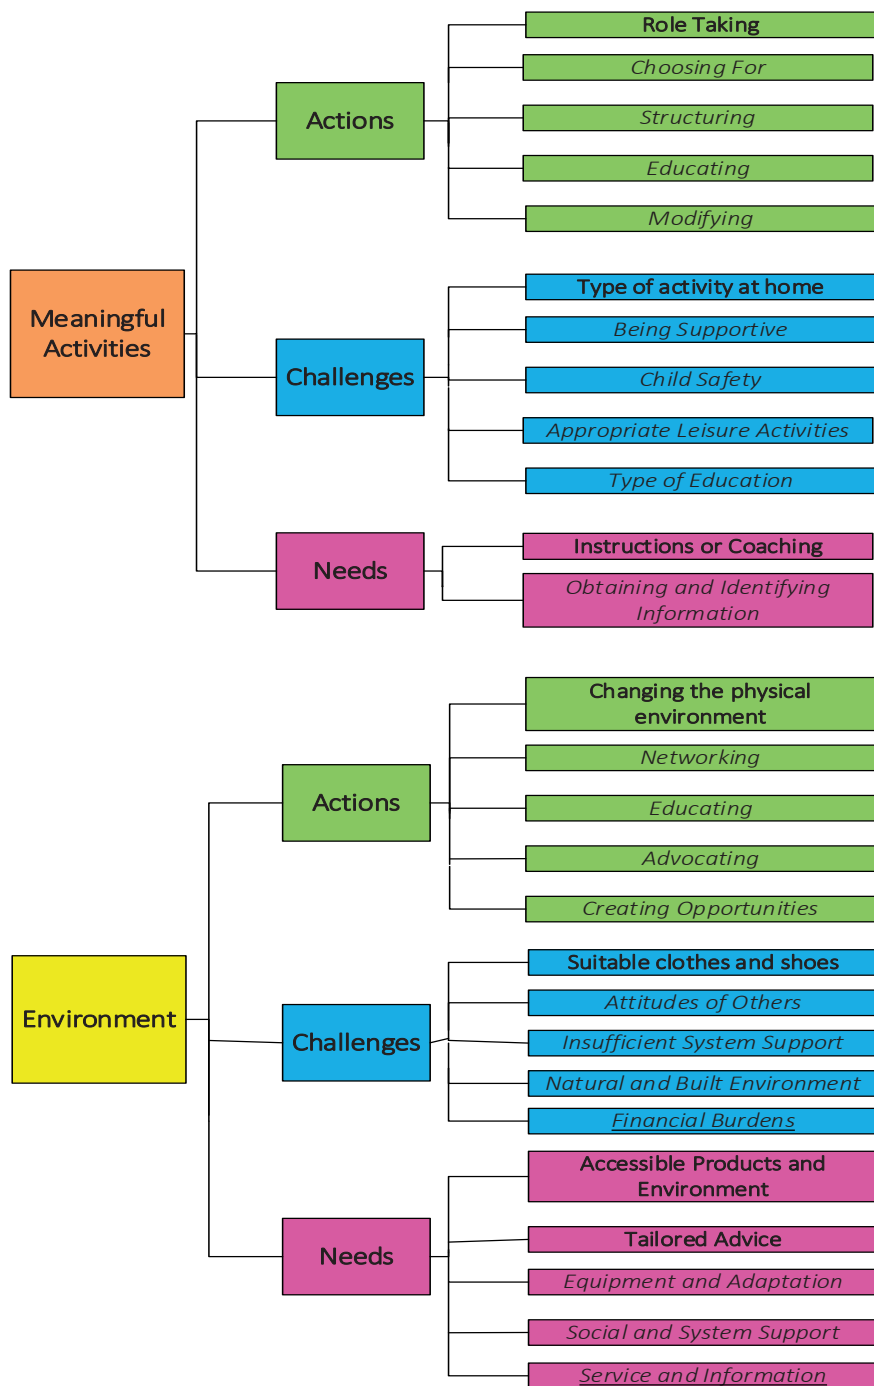 Meaningful
Activities
Actions
Role Taking
Choosing For
Structuring
Educating
Modifying
Challenges
Type of activity at home
Being Supportive
Child Safety
Appropriate Leisure Activities
Type of Education
Needs
Instructions or Coaching
Obtaining and Identifying
Information
Environment
Actions
Changing the physical
environment
Networking
Educating
Advocating
Creating Opportunities
Challenges
Suitable clothes and shoes
Attitudes of Others
Insufficient System Support
Natural and Built Environment
Financial Burdens
Needs
Accessible Products and
Environment
Tailored Advice
Equipment and Adaptation
Social and System Support
Service and Information